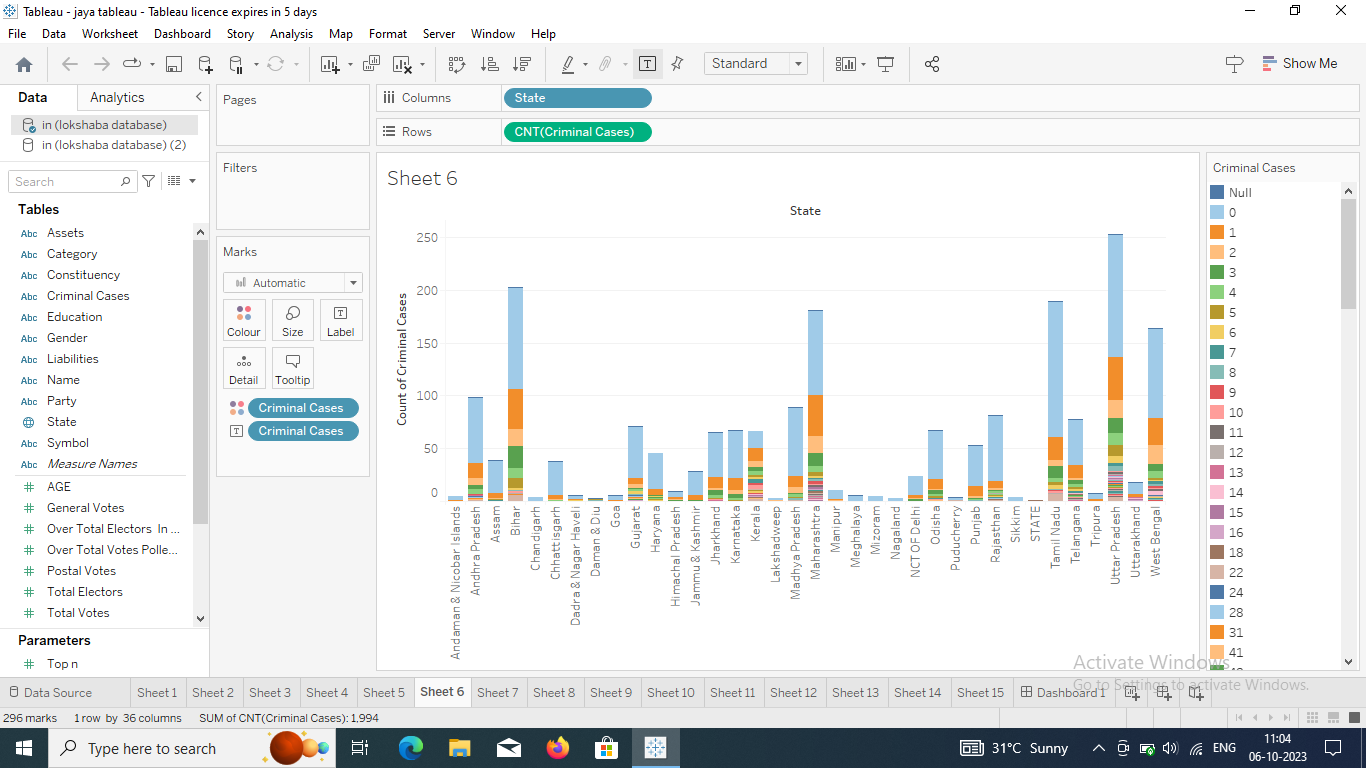 Tableau - jaya tableau - Tableau licence expires in 5 days
File Data Worksheet Dashboard Story Analysis Map Format Server Window Help
Standard
Show Me
Data Analytics
in (lokshaba database)
in (lokshaba database) (2)
Search
Tables
Abc Assets
Abc Category
Abc Constituency
Abc Criminal Cases
Abc Education
Abc Gender
Abc Liabilities
Abc Name
Abc Party
State
Abc Symbol
Abc Measure Names
# AGE
# General Votes
# Over Total Electors In ...
# Over Total Votes Polle...
# Postal Votes
# Total Electors
# Total Votes
Parameters
# Top n
Pages
Filters
Marks
Automatic
Colour Size Label
Detail Tooltip
Criminal Cases
Criminal Cases
Columns State
Rows CNT(Criminal Cases)
Sheet 6
State
Count of Criminal Cases
250
200
150
100
50
0
Andaman & Nicobar Islands
Andhra Pradesh
Assam
Bihar
Chandigarh
Chhattisgarh
Dadra & Nagar Haveli
Daman & Diu
Goa
Gujarat
Haryana
Himachal Pradesh
Jammu & Kashmir
Jharkhand
Karnataka
Kerala
Lakshadweep
Madhya Pradesh
Maharashtra
Manipur
Meghalaya
Mizoram
Nagaland
NCT OF Delhi
Odisha
Puducherry
Punjab
Rajasthan
Sikkim
STATE
Tamil Nadu
Telangana
Tripura
Uttar Pradesh
Uttarakhand
West Bengal
Criminal Cases
Null
0
1
2
3
4
5
6
7
8
9
10
11
12
13
14
15
16
18
22
24
28
31
41
Activate Windows
Go to Settings to activate Windows.
Data Source Sheet 1 Sheet 2 Sheet 3 Sheet 4 Sheet 5 Sheet 6 Sheet 7 Sheet 8 Sheet 9 Sheet 10 Sheet 11 Sheet 12 Sheet 13 Sheet 14 Sheet 15 Dashboard 1
296 marks 1 row by 36 columns SUM of CNT(Criminal Cases): 1,994
Type here to search
31°C Sunny
ENG
11:04
06-10-2023